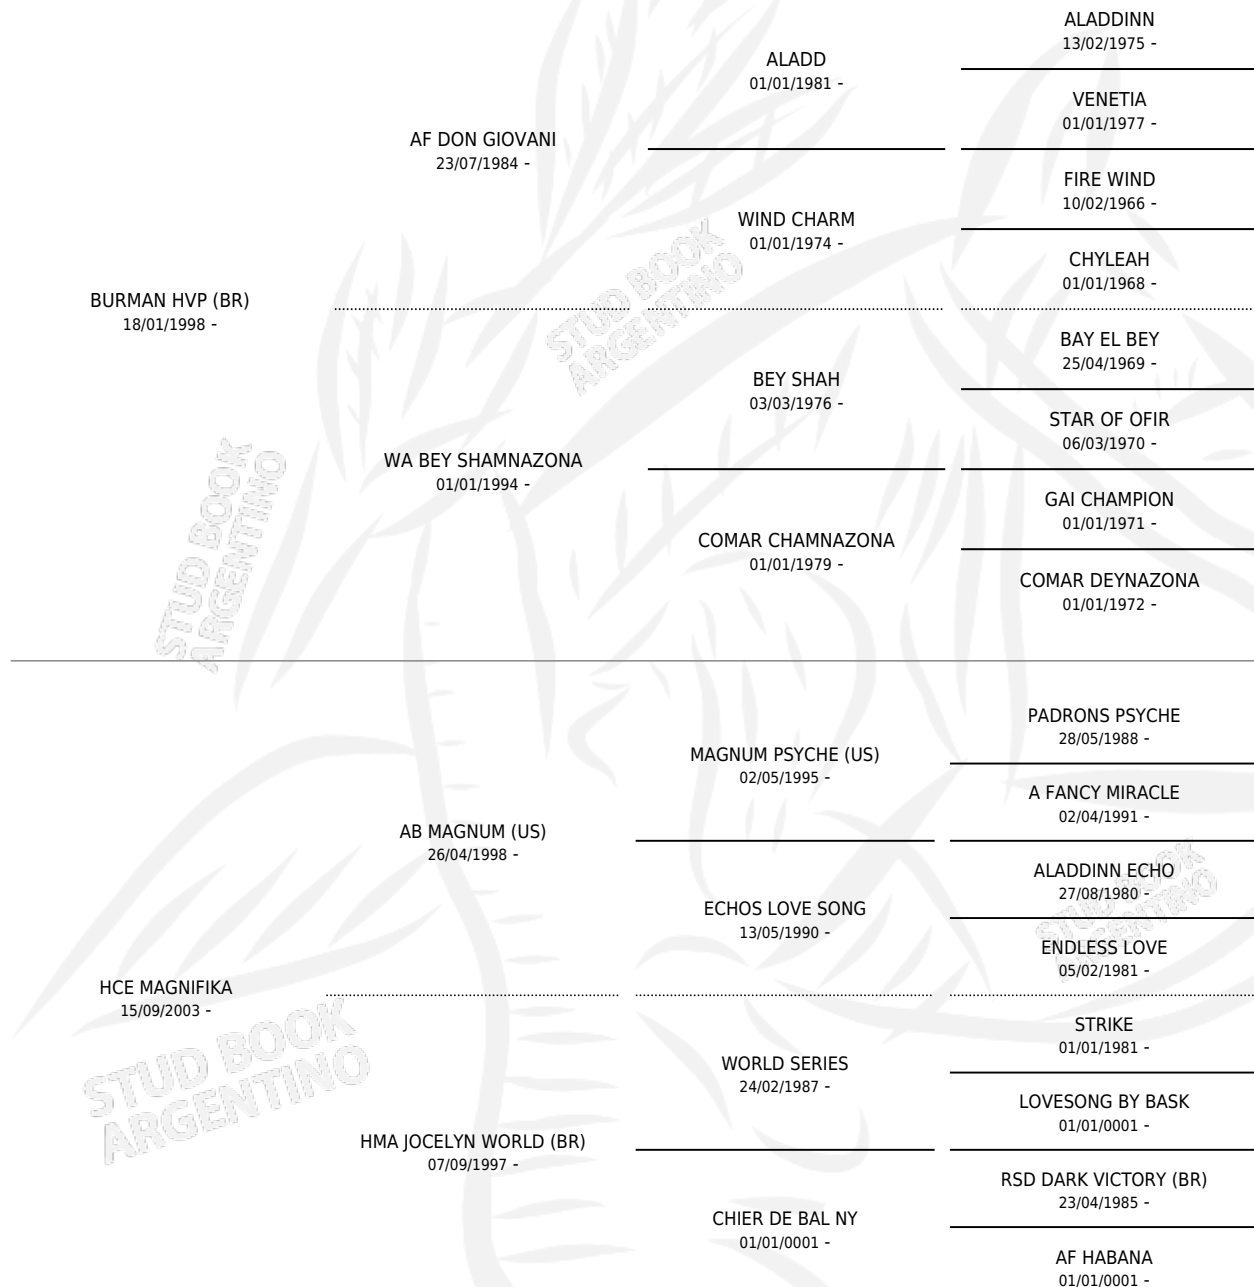 ALADDINN
13/02/1975 -
ALADD
01/01/1981 -
VENETIA
01/01/1977 -
AF DON GIOVANI
23/07/1984 -
FIRE WIND
10/02/1966 -
WIND CHARM
01/01/1974 -
CHYLEAH
01/01/1968 -
BURMAN HVP (BR)
18/01/1998 -
STUD BOOK
ARGENTINO
BAY EL BEY
25/04/1969 -
BEY SHAH
03/03/1976 -
STAR OF OFIR
06/03/1970 -
WA BEY SHAMNAZONA
01/01/1994 -
GAI CHAMPION
01/01/1971 -
COMAR CHAMNAZONA
01/01/1979 -
COMAR DEYNAZONA
01/01/1972 -
STUD BOOK
ARGENTINO
PADRONS PSYCHE
28/05/1988 -
MAGNUM PSYCHE (US)
02/05/1995 -
A FANCY MIRACLE
02/04/1991 -
AB MAGNUM (US)
26/04/1998 -
ALADDINN ECHO
27/08/1980 -
ECHOS LOVE SONG
13/05/1990 -
STUD BOOK
ARGENTINO
ENDLESS LOVE
05/02/1981 -
HCE MAGNIFIKA
15/09/2003 -
STUD BOOK
ARGENTINO
STRIKE
01/01/1981 -
WORLD SERIES
24/02/1987 -
LOVESONG BY BASK
01/01/0001 -
HMA JOCELYN WORLD (BR)
07/09/1997 -
RSD DARK VICTORY (BR)
23/04/1985 -
CHIER DE BAL NY
01/01/0001 -
AF HABANA
01/01/0001 -